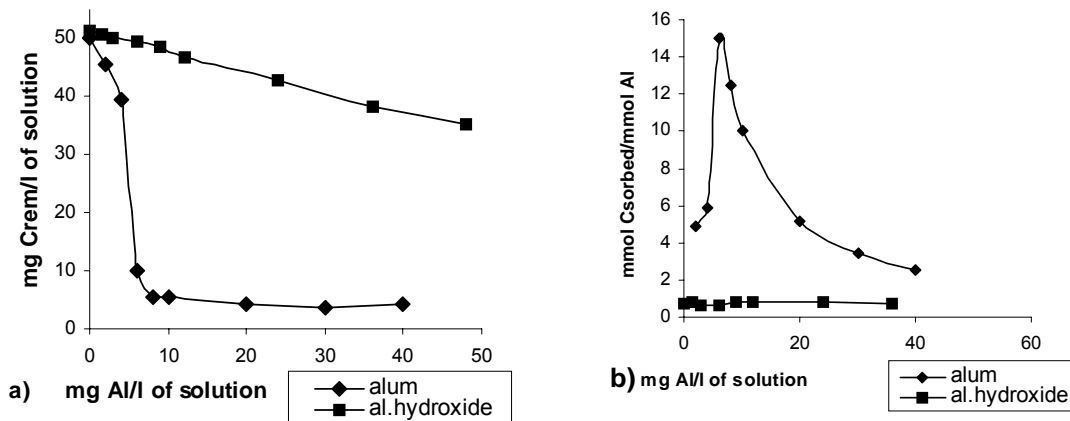 mg Crem/l of solution
50
40
30
20
10
0
0 10 20 30 40 50
a) mg Al/l of solution
alum
al.hydroxide
mmol Csorbed/mmol Al
16
14
12
10
8
6
4
2
0
0 20 40 60
b) mg Al/l of solution
alum
al.hydroxide